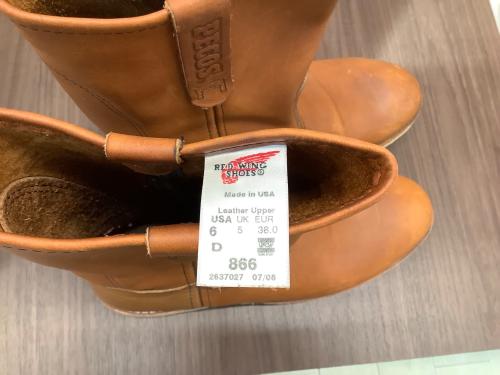 PECOS
RED WING
SHOES®
Made in USA
Leather Upper
USA UK EUR
6 5 38.0
D
866
2637027 07/08